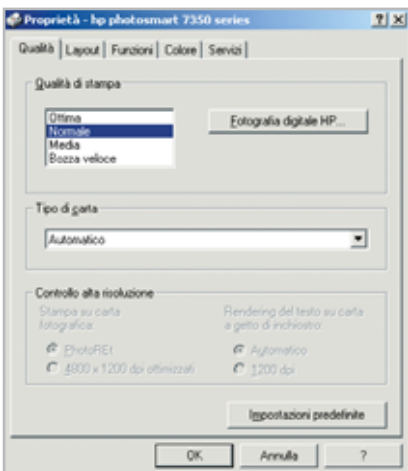 Proprietà - hp photosmart 7350 series
Qualità Layout Funzioni Colore Servizi
Qualità di stampa
Ottima
Normale
Media
Bozza veloce
Fotografia digitale HP...
Tipo di carta
Automatico
Controllo alta risoluzione
Stampa su carta fotografica:
Rendering del testo su carta a getto di inchiostro:
PhotoREt
Automatico
4800 x 1200 dpi ottimizzati
1200 dpi
Impostazioni predefinite
OK Annulla ?